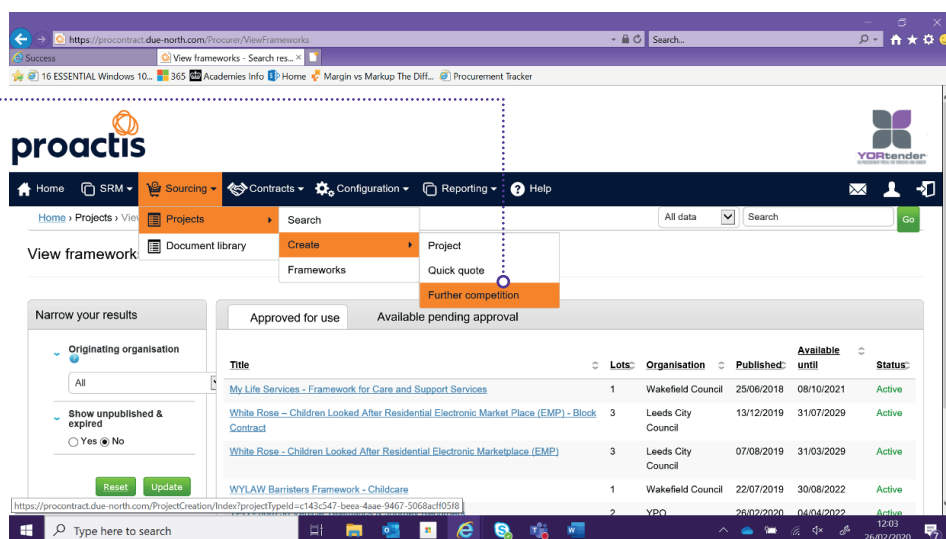 https://procontract.due-north.com/Procurer/ViewFrameworks
Search...
Success
View frameworks - Search res...
16 ESSENTIAL Windows 10...
365
Academies Info
Home
Margin vs Markup The Diff...
Procurement Tracker
proactis
YORtender
Home
SRM
Sourcing
Contracts
Configuration
Reporting
Help
Home › Projects › Vie
Projects
Search
All data
Search
Go
Document library
Create
Project
View framework
Frameworks
Quick quote
Further competition
Narrow your results
Approved for use
Available pending approval
Originating organisation
All
Show unpublished &
expired
Yes
No
Reset
Update
Title
Lots
Organisation
Published
Available
until
Status
My Life Services - Framework for Care and Support Services
1
Wakefield Council
25/06/2018
08/10/2021
Active
White Rose – Children Looked After Residential Electronic Market Place (EMP) - Block
Contract
3
Leeds City
Council
13/12/2019
31/07/2029
Active
White Rose - Children Looked After Residential Electronic Marketplace (EMP)
3
Leeds City
Council
07/08/2019
31/03/2029
Active
WYLAW Barristers Framework - Childcare
1
Wakefield Council
22/07/2019
30/08/2022
Active
2
YPO
26/02/2020
04/04/2022
Active
https://procontract.due-north.com/ProjectCreation/Index?projectTypeId=c143c547-beea-4aae-9467-5068acff05f8
Type here to search
12:03
26/02/2020